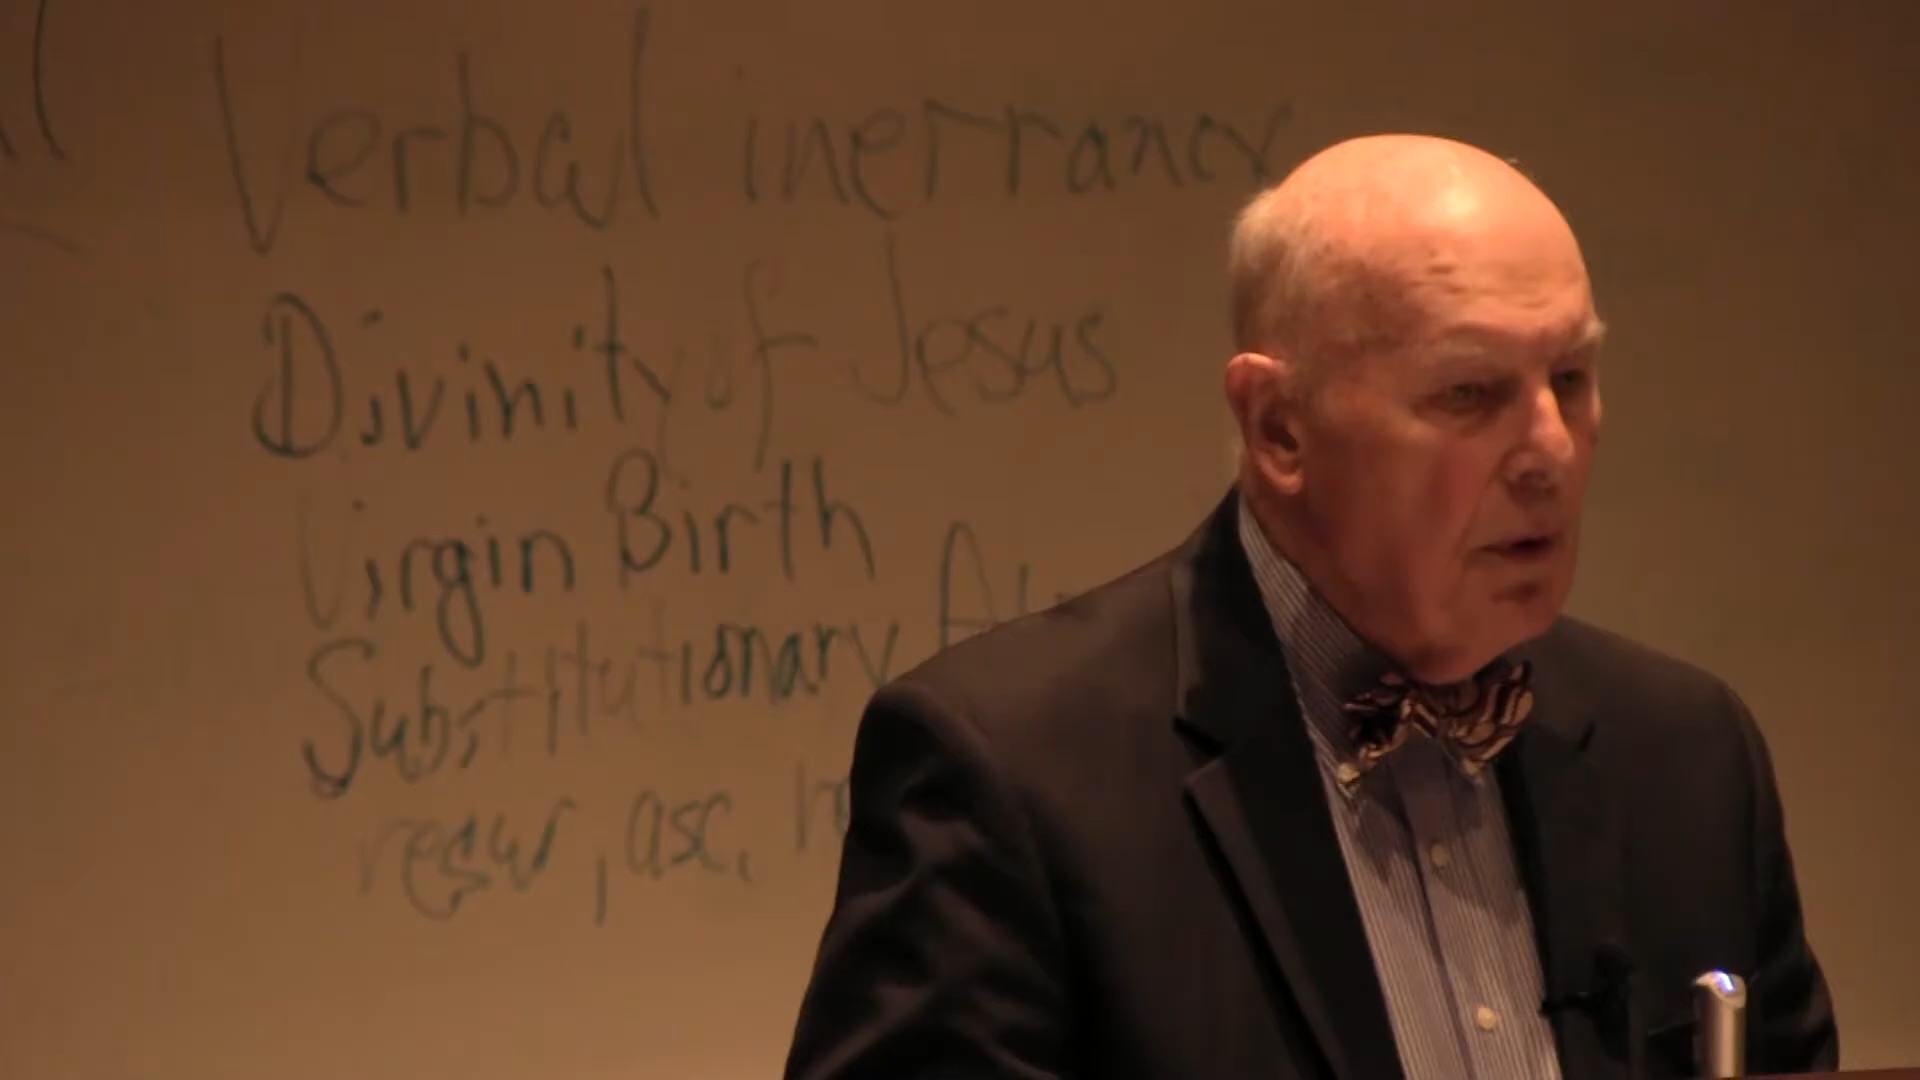 Verbal inerrancy
Divinity of Jesus
Virgin Birth
Substitutionary
resur, asc,